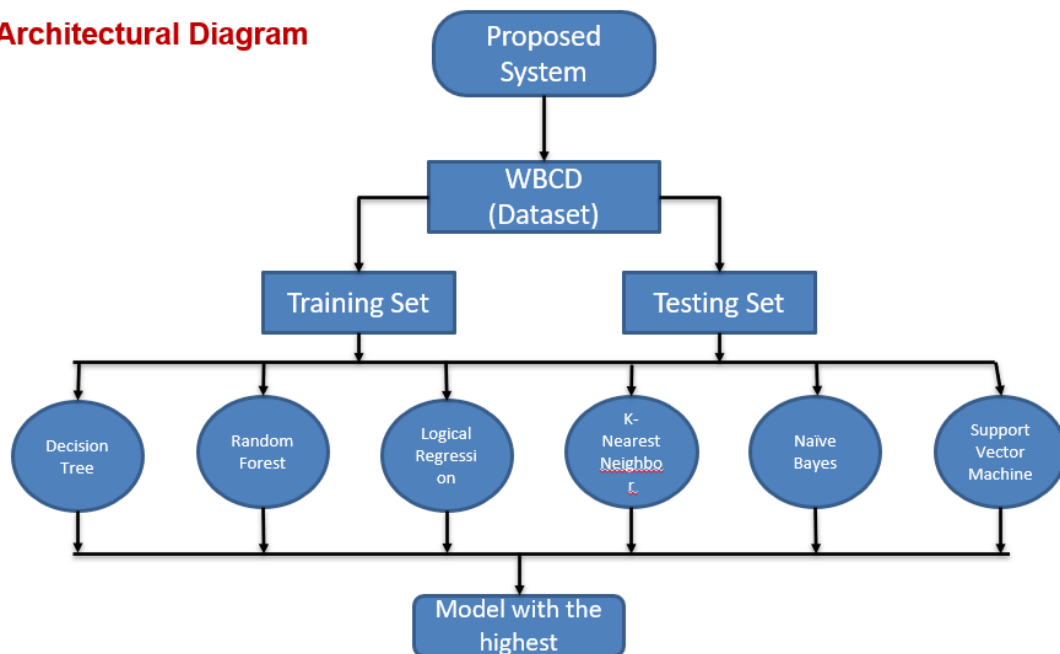 Architectural Diagram
Proposed
System
WBCD
(Dataset)
Training Set
Testing Set
Decision
Tree
Random
Forest
Logical
Regressi
on
K-
Nearest
Neighbo
r
Naïve
Bayes
Support
Vector
Machine
Model with the
highest